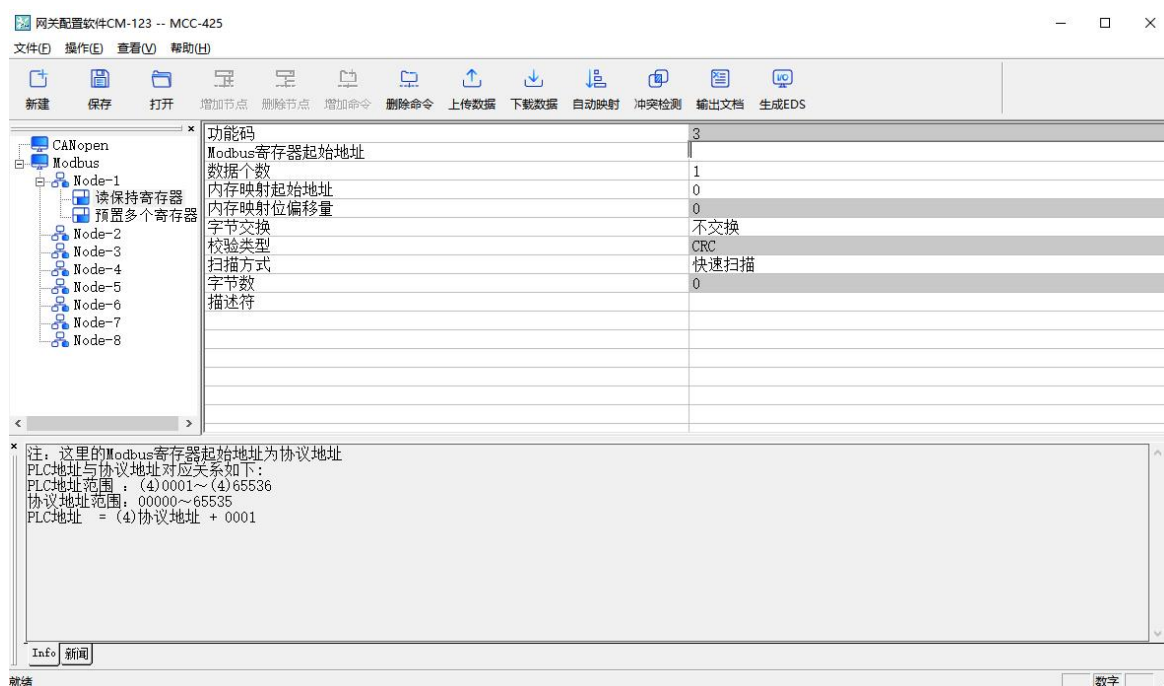 网关配置软件CM-123 -- MCC-425
文件(F) 操作(E) 查看(V) 帮助(H)
新建 保存 打开 增加节点 删除节点 增加命令 删除命令 上传数据 下载数据 自动映射 冲突检测 输出文档 生成EDS
CANopen
Modbus
Node-1
读保持寄存器
预置多个寄存器
Node-2
Node-3
Node-4
Node-5
Node-6
Node-7
Node-8
功能码 3
Modbus寄存器起始地址
数据个数 1
内存映射起始地址 0
内存映射位偏移量 0
字节交换 不交换
校验类型 CRC
扫描方式 快速扫描
字节数 0
描述符
注：这里的Modbus寄存器起始地址为协议地址
PLC地址与协议地址对应关系如下：
PLC地址范围 ：(4)0001～(4)65536
协议地址范围：00000～65535
PLC地址 = (4)协议地址 + 0001
Info 新闻
就绪 数字